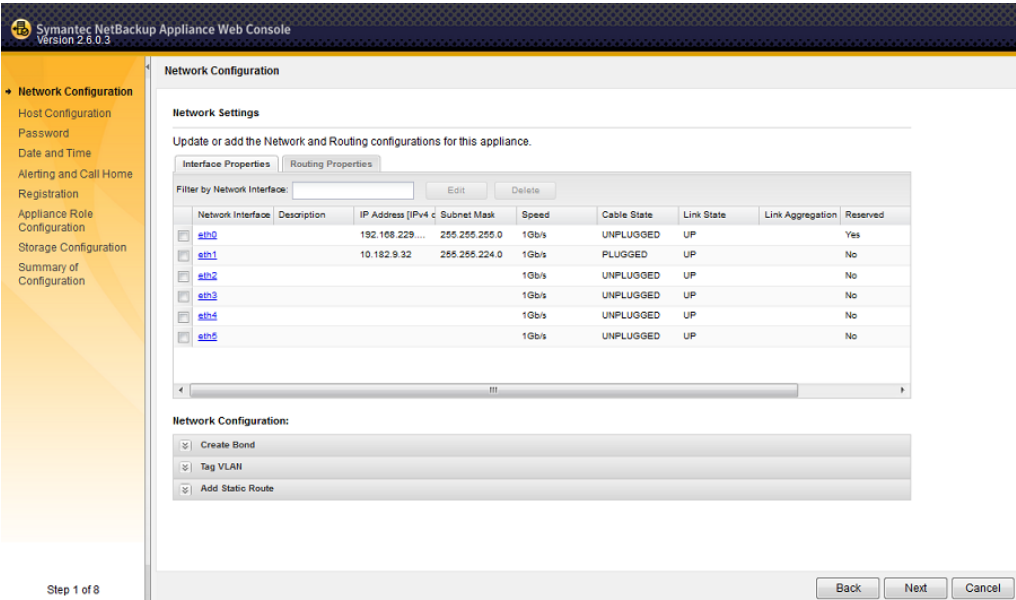 Symantec NetBackup Appliance Web Console
Version 2.6.0.3
Network Configuration
Host Configuration
Password
Date and Time
Alerting and Call Home
Registration
Appliance Role
Configuration
Storage Configuration
Summary of
Configuration
Step 1 of 8
Network Configuration
Network Settings
Update or add the Network and Routing configurations for this appliance.
Interface Properties Routing Properties
Filter by Network Interface: Edit Delete
Network Interface Description IP Address [IPv4 c Subnet Mask Speed Cable State Link State Link Aggregation Reserved
eth0 192.168.229.... 255.255.255.0 1Gb/s UNPLUGGED UP Yes
eth1 10.182.9.32 255.255.224.0 1Gb/s PLUGGED UP No
eth2 1Gb/s UNPLUGGED UP No
eth3 1Gb/s UNPLUGGED UP No
eth4 1Gb/s UNPLUGGED UP No
eth5 1Gb/s UNPLUGGED UP No
Network Configuration:
Create Bond
Tag VLAN
Add Static Route
Back Next Cancel